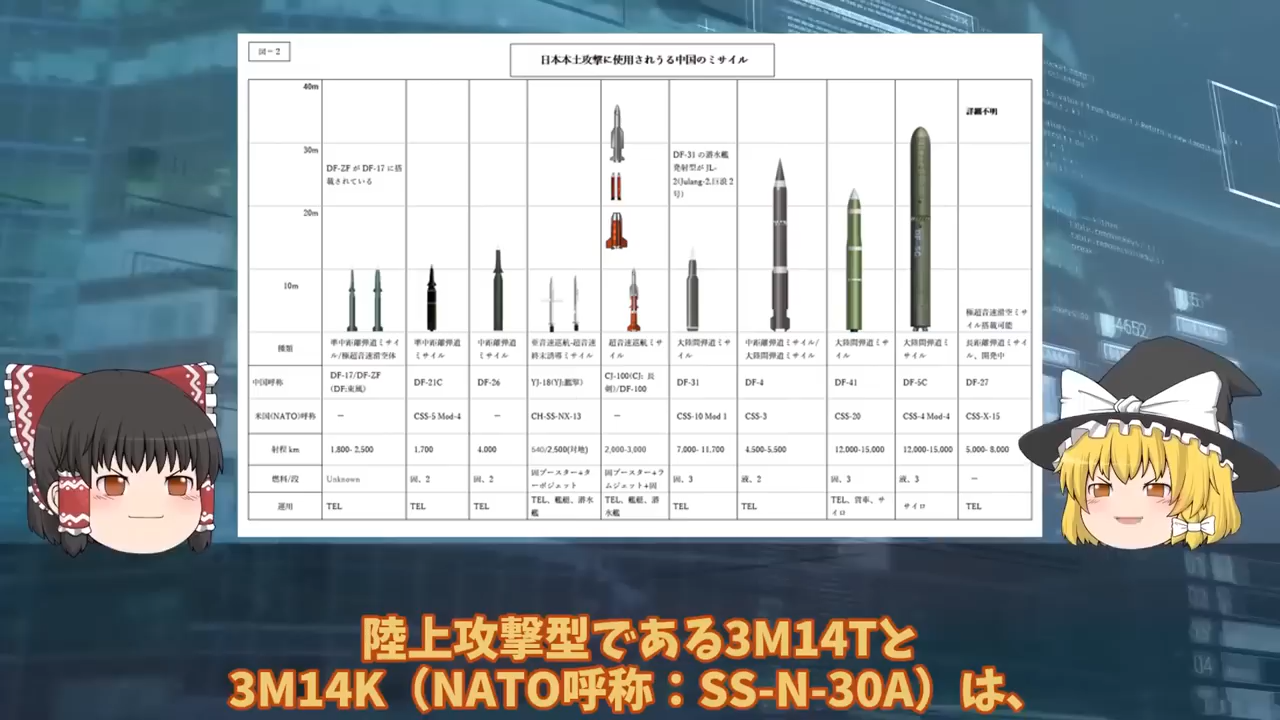 図-2
日本本土攻撃に使用されうる中国のミサイル
40m
30m
20m
10m
DF-ZF が DF-17 に搭
載されている
DF-31 の潜水艦
発射型が JL-
2(Julang-2.巨浪 2
号)
詳細不明
極超音速滑空ミサ
イル搭載可能
種類
準中距離弾道ミサイ
ル/極超音速滑空体
準中距離弾道
ミサイル
中距離弾道
ミサイル
亜音速巡航-超音速
終末誘導ミサイル
超音速巡航ミサ
イル
大陸間弾道ミサ
イル
中距離弾道ミサイル/
大陸間弾道ミサイル
大陸間弾道ミサ
イル
大陸間弾道ミ
サイル
長距離弾道ミサイ
ル、開発中
中国呼称
DF-17/DF-ZF
(DF:東風)
DF-21C
DF-26
YJ-18(YJ:鷹撃)
CJ-100(CJ: 長
剣)/DF-100
DF-31
DF-4
DF-41
DF-5C
DF-27
米国(NATO)呼称
－
CSS-5 Mod-4
－
CH-SS-NX-13
－
CSS-10 Mod 1
CSS-3
CSS-20
CSS-4 Mod-4
CSS-X-15
射程 km
1,800- 2,500
1,700
4.000
540/2,500(対地)
2,000-3,000
7.000- 11,700
4.500-5.500
12.000-15.000
12,000-15,000
5,000- 8,000
燃料/段
Unknown
固、2
固、2
固ブースター+タ
ーボジェット
固ブースター+ラ
ムジェット+固
固、3
液、2
固、3
液、3
－
運用
TEL
TEL
TEL
TEL、艦艇、潜水
艦
TEL、艦艇、潜
水艦
TEL
TEL
TEL、貨車、サ
イロ
サイロ
TEL
陸上攻撃型である3M14Tと
3M14K（NATO呼称：SS-N-30A）は、